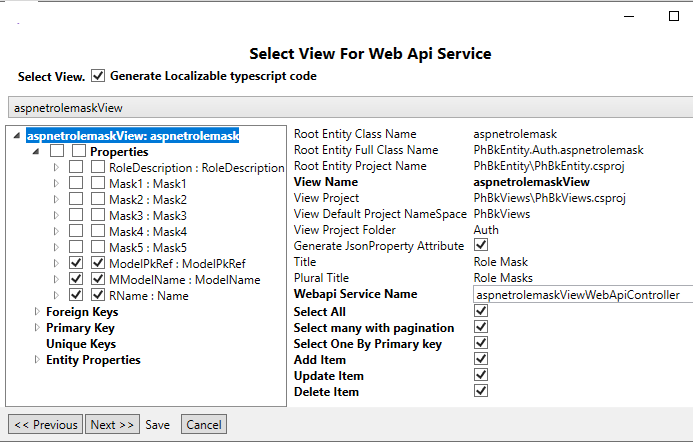 Select View For Web Api Service
Select View. Generate Localizable typescript code
aspnetrolemaskView
aspnetrolemaskView: aspnetrolemask
Properties
RoleDescription : RoleDescription
Mask1 : Mask1
Mask2 : Mask2
Mask3 : Mask3
Mask4 : Mask4
Mask5 : Mask5
ModelPkRef : ModelPkRef
MModelName : ModelName
RName : Name
Foreign Keys
Primary Key
Unique Keys
Entity Properties
Root Entity Class Name aspnetrolemask
Root Entity Full Class Name PhBkEntity.Auth.aspnetrolemask
Root Entity Project Name PhBkEntity\PhBkEntity.csproj
View Name aspnetrolemaskView
View Project PhBkViews\PhBkViews.csproj
View Default Project NameSpace PhBkViews
View Project Folder Auth
Generate JsonProperty Attribute
Title Role Mask
Plural Title Role Masks
Webapi Service Name aspnetrolemaskViewWebApiController
Select All
Select many with pagination
Select One By Primary key
Add Item
Update Item
Delete Item
<< Previous Next >> Save Cancel